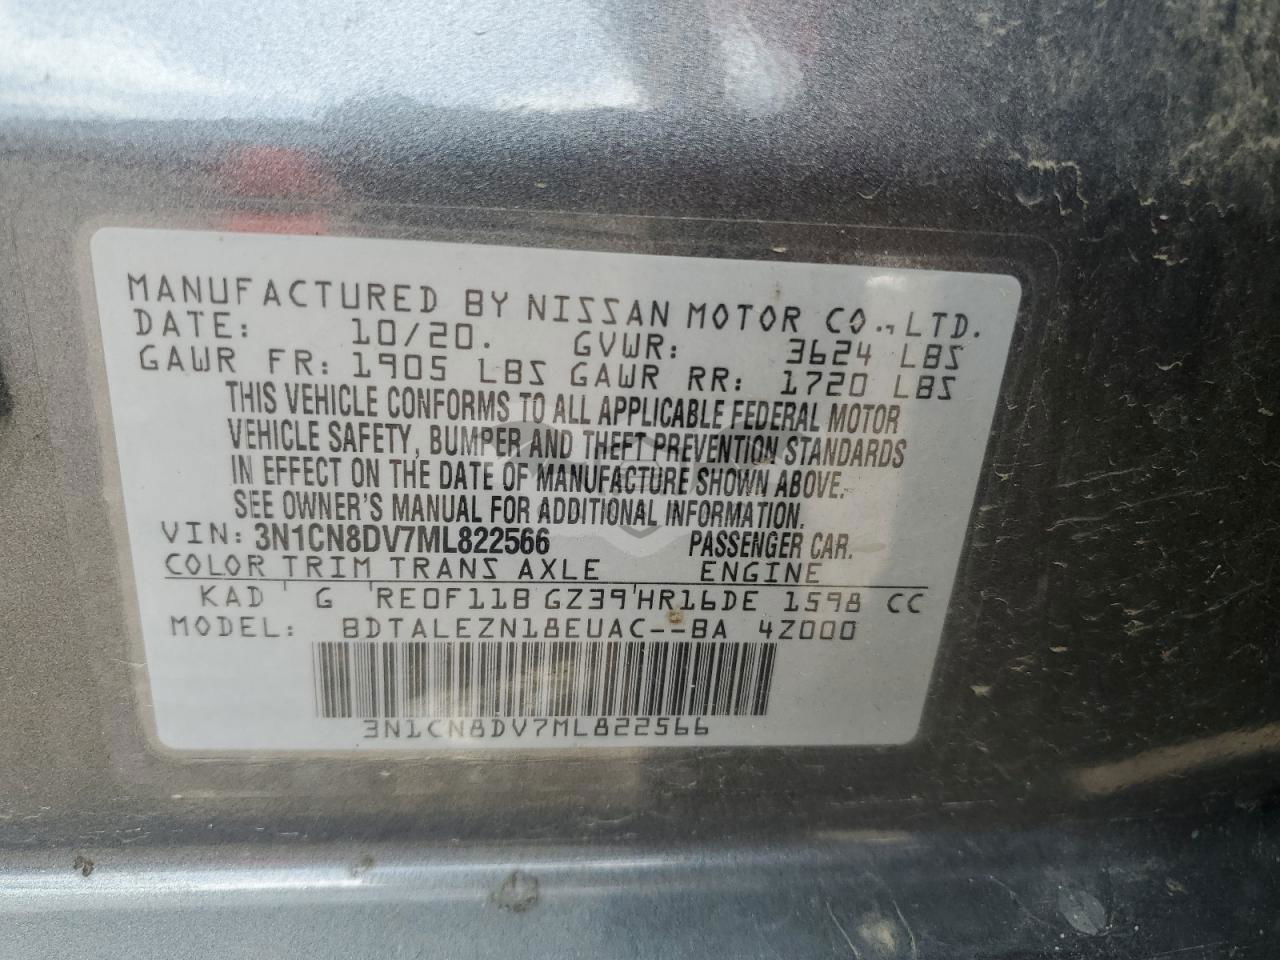 MANUFACTURED BY NISSAN MOTOR CO., LTD.
DATE: 10/20. GVWR: 3624 LBS
GAWR FR: 1905 LBS GAWR RR: 1720 LBS
THIS VEHICLE CONFORMS TO ALL APPLICABLE FEDERAL MOTOR
VEHICLE SAFETY, BUMPER AND THEFT PREVENTION STANDARDS
IN EFFECT ON THE DATE OF MANUFACTURE SHOWN ABOVE.
SEE OWNER'S MANUAL FOR ADDITIONAL INFORMATION.
VIN: 3N1CN8DV7ML822566 PASSENGER CAR.
COLOR TRIM TRANS AXLE ENGINE
KAD G RE0F11B GZ39 HR16DE 1598 CC
MODEL: BDTALEZN18EUAC--BA 4Z000
3N1CN8DV7ML822566